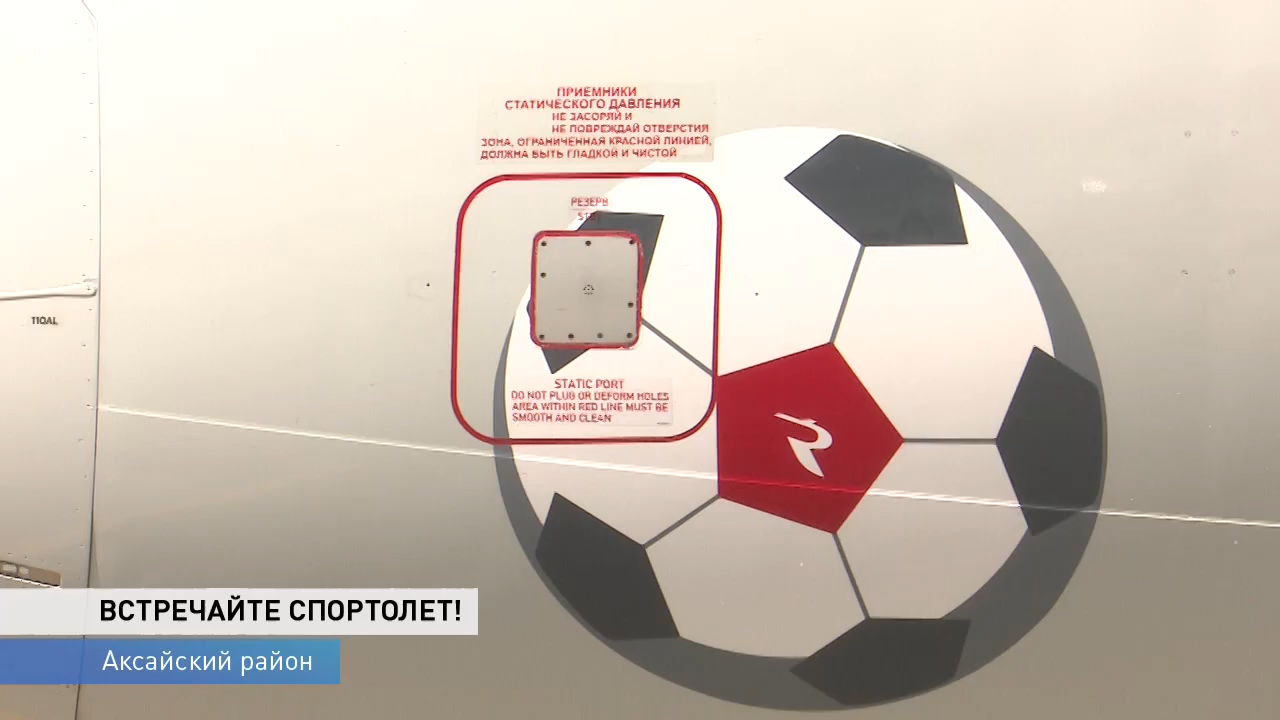 ПРИЕМНИКИ
СТАТИЧЕСКОГО ДАВЛЕНИЯ
НЕ ЗАСОРЯЙ И
НЕ ПОВРЕЖДАЙ ОТВЕРСТИЯ
ЗОНА, ОГРАНИЧЕННАЯ КРАСНОЙ ЛИНИЕЙ,
ДОЛЖНА БЫТЬ ГЛАДКОЙ И ЧИСТОЙ
РЕЗЕРВ
110AL
STATIC PORT
DO NOT PLUG OR DEFORM HOLES
AREA WITHIN RED LINE MUST BE
SMOOTH AND CLEAN
ВСТРЕЧАЙТЕ СПОРТОЛЕТ!
Аксайский район